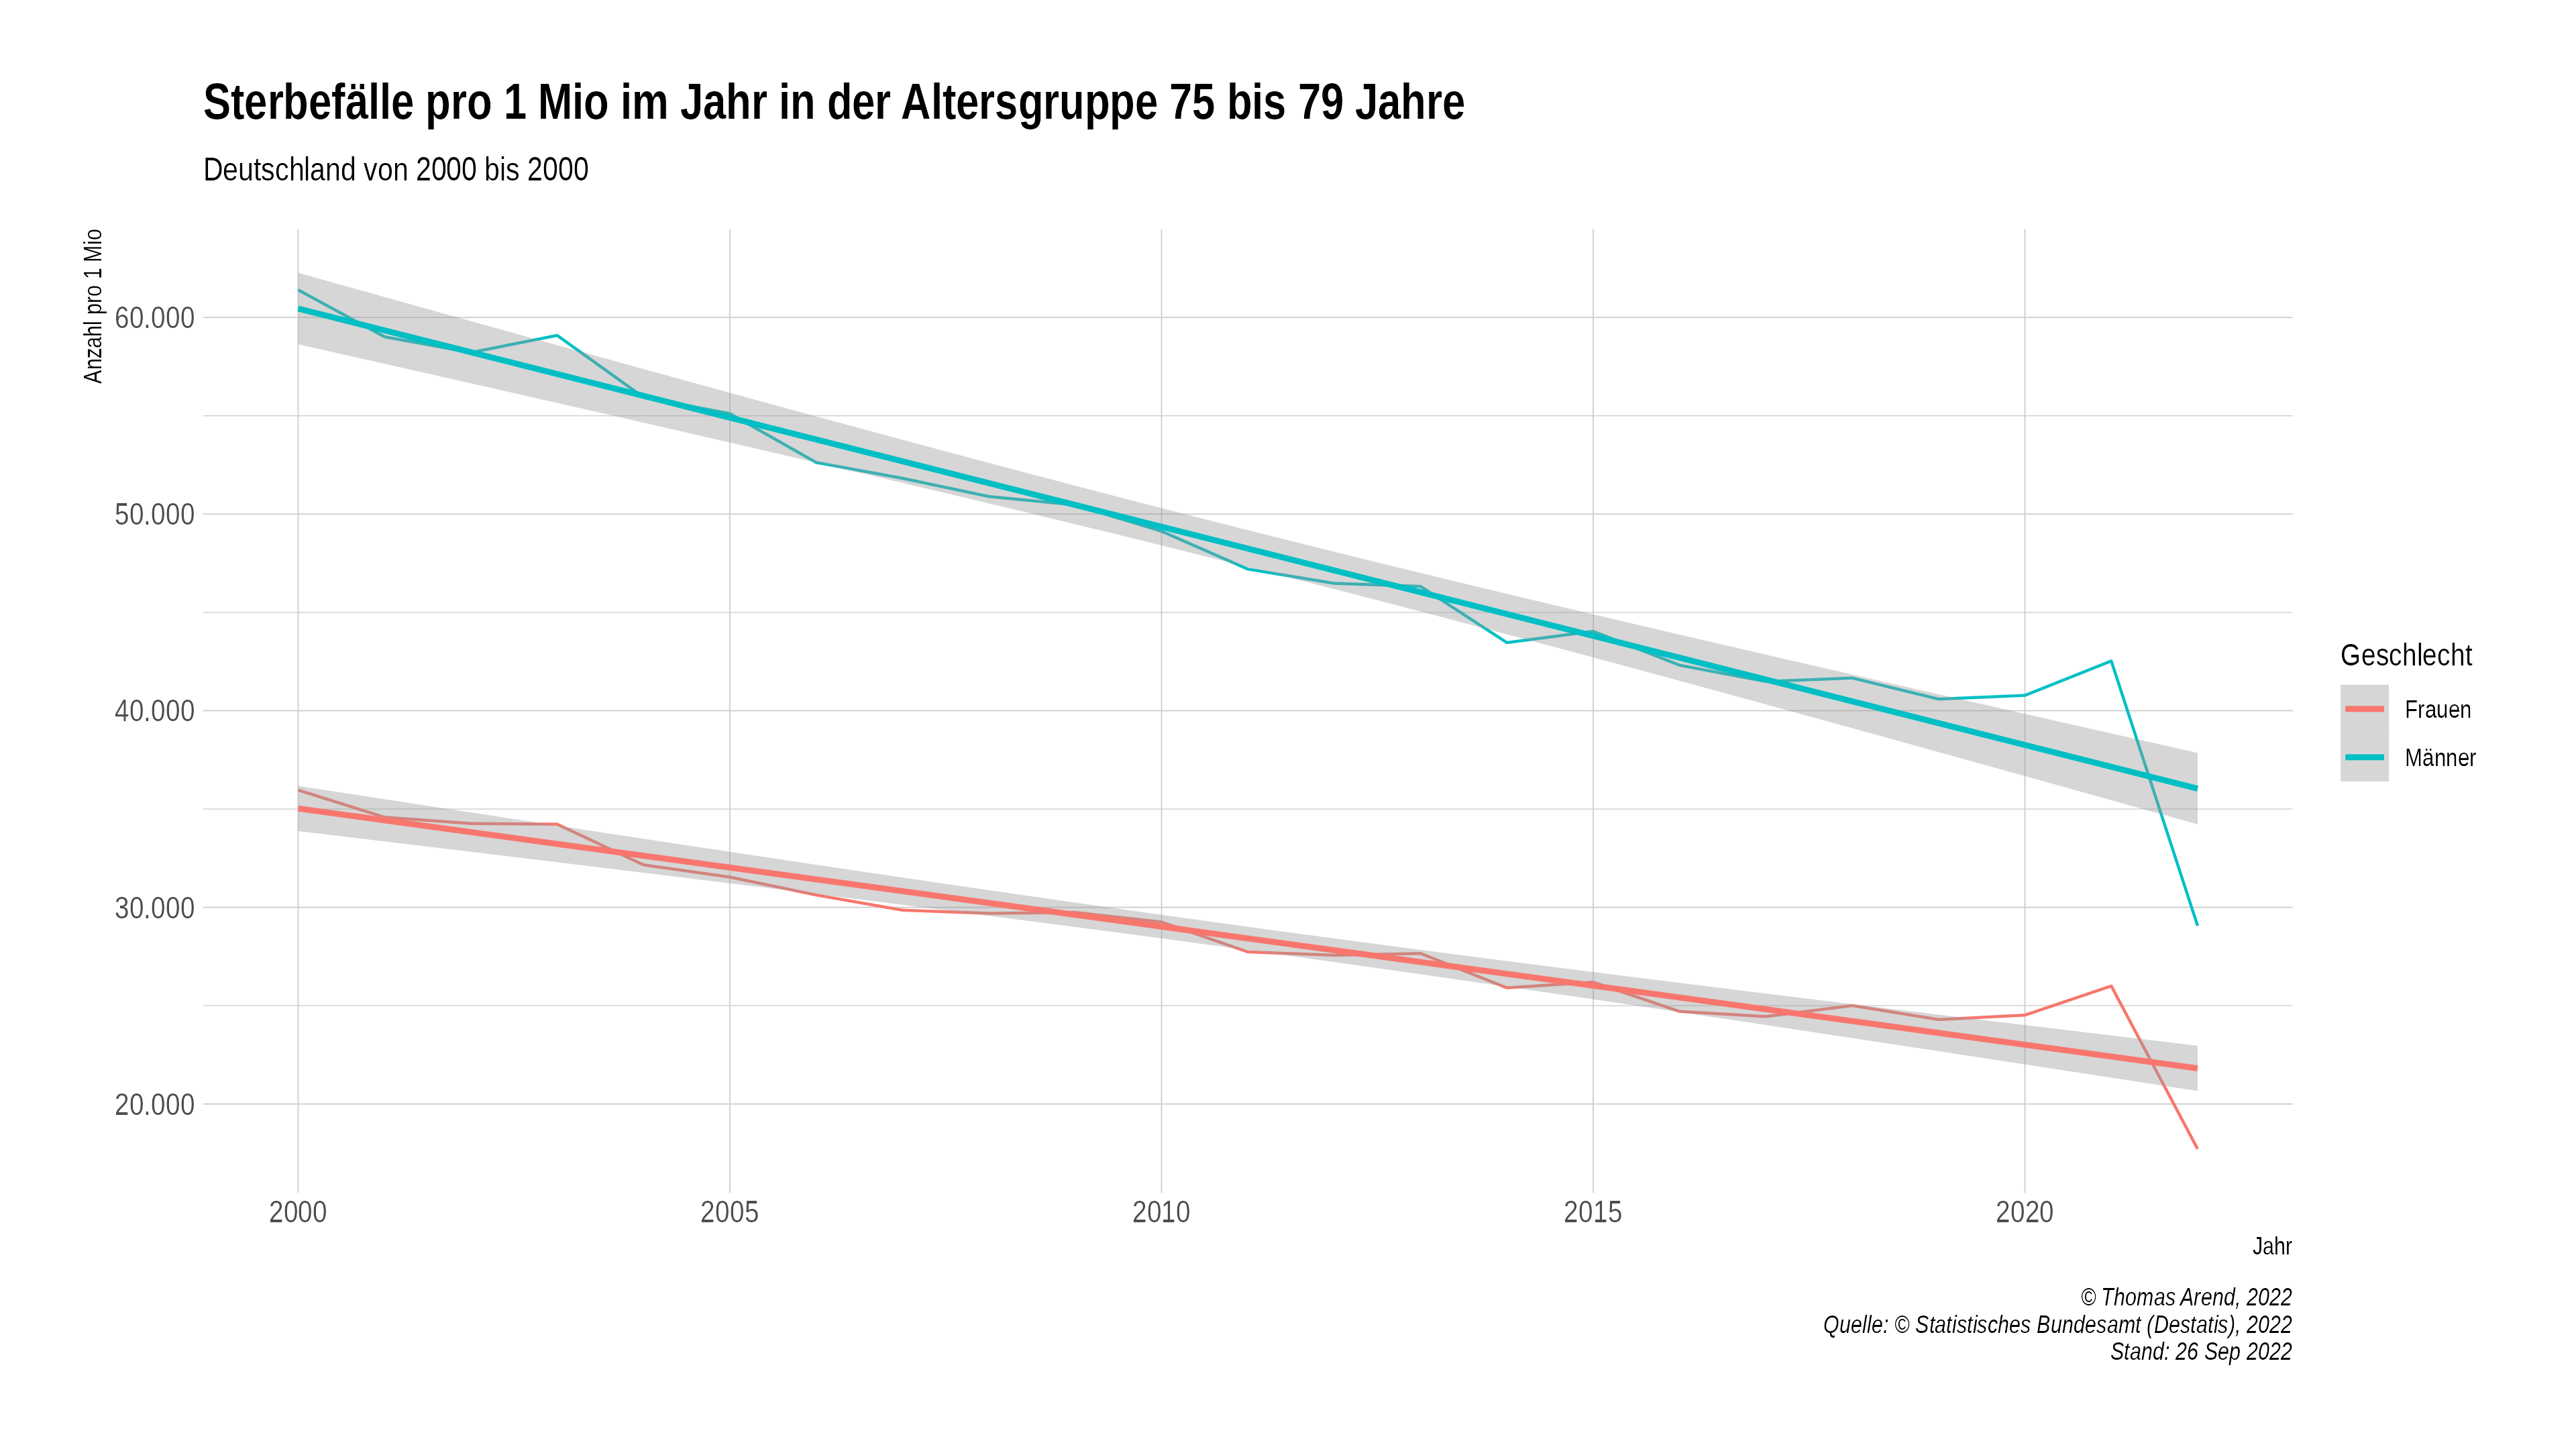 Sterbefälle pro 1 Mio im Jahr in der Altersgruppe 75 bis 79 Jahre
Deutschland von 2000 bis 2000
Anzahl pro 1 Mio
60.000
50.000
40.000
30.000
20.000
2000
2005
2010
2015
2020
Jahr
Geschlecht
Frauen
Männer
© Thomas Arend, 2022
Quelle: © Statistisches Bundesamt (Destatis), 2022
Stand: 26 Sep 2022